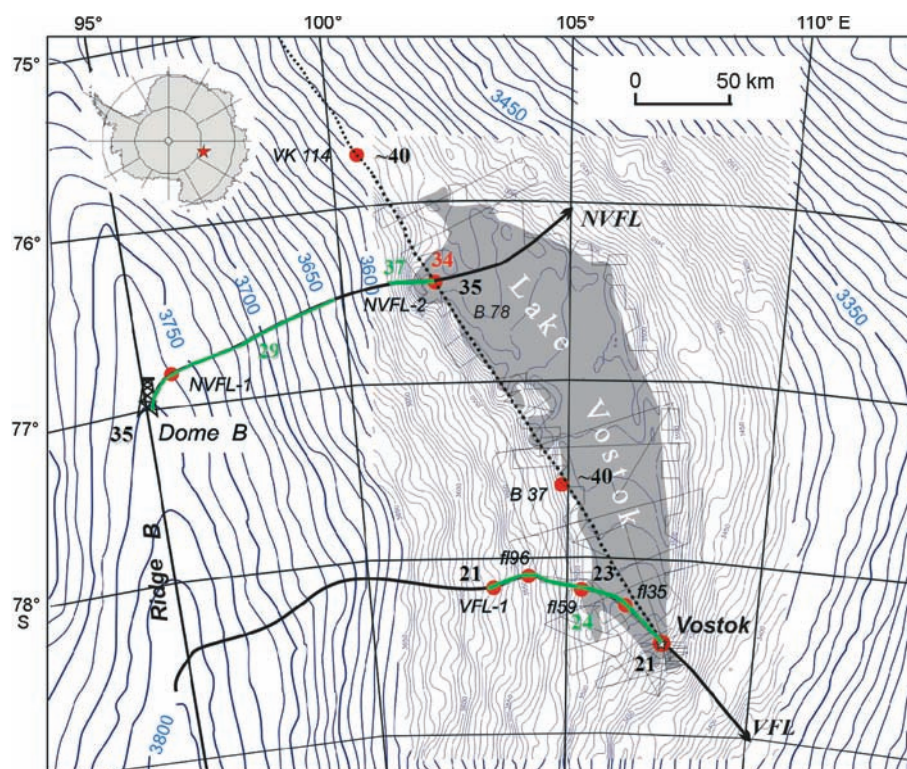 95°
100°
105°
110° E
75°
3450
0 50 km
VK 114
~40
76°
NVFL
3650
3600
37
34
3700
NVFL-2
35
B 78
Lake
3350
3750
29
NVFL-1
35
Dome B
77°
Vostok
~40
B 37
Ridge B
21
fl96
23
VFL-1
fl59
fl35
78°
S
24
Vostok
21
VFL
3800